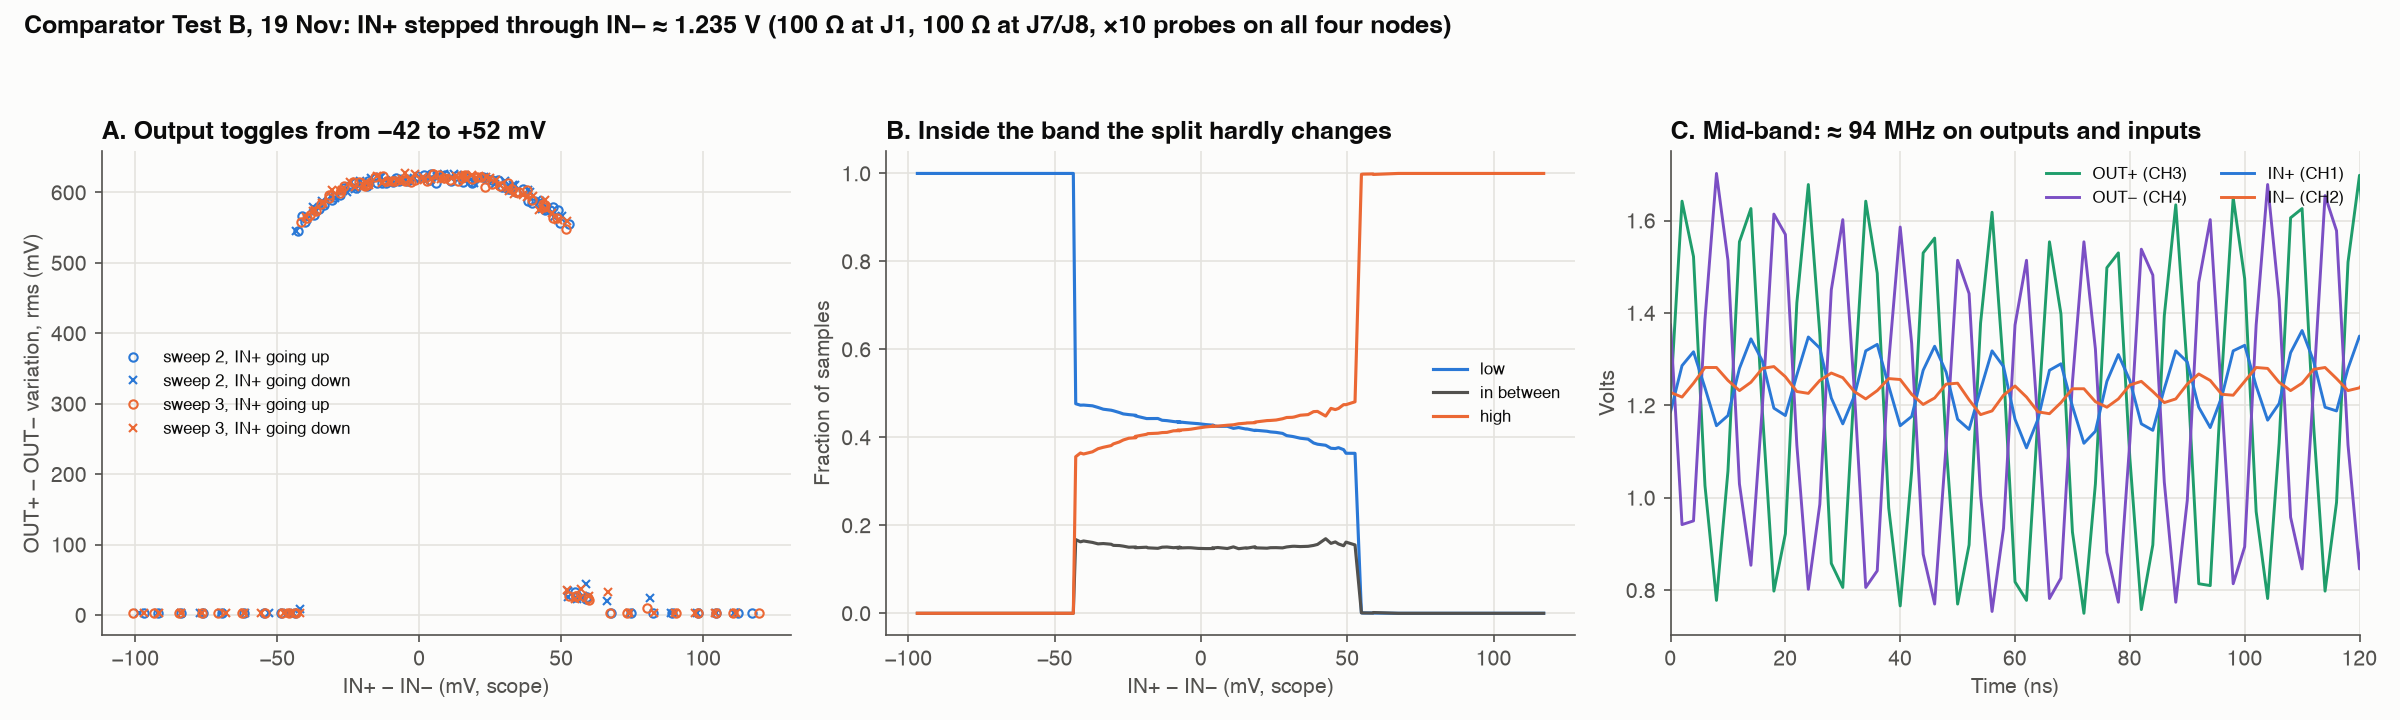 Comparator Test B, 19 Nov: IN+ stepped through IN− ≈ 1.235 V (100 Ω at J1, 100 Ω at J7/J8, ×10 probes on all four nodes)
A. Output toggles from −42 to +52 mV
OUT+ − OUT− variation, rms (mV)
600
500
400
300
200
100
0
sweep 2, IN+ going up
sweep 2, IN+ going down
sweep 3, IN+ going up
sweep 3, IN+ going down
−100
−50
0
50
100
IN+ − IN− (mV, scope)
B. Inside the band the split hardly changes
Fraction of samples
1.0
0.8
0.6
0.4
0.2
0.0
low
in between
high
−100
−50
0
50
100
IN+ − IN− (mV, scope)
C. Mid-band: ≈ 94 MHz on outputs and inputs
Volts
1.6
1.4
1.2
1.0
0.8
OUT+ (CH3)
OUT− (CH4)
IN+ (CH1)
IN− (CH2)
0
20
40
60
80
100
120
Time (ns)